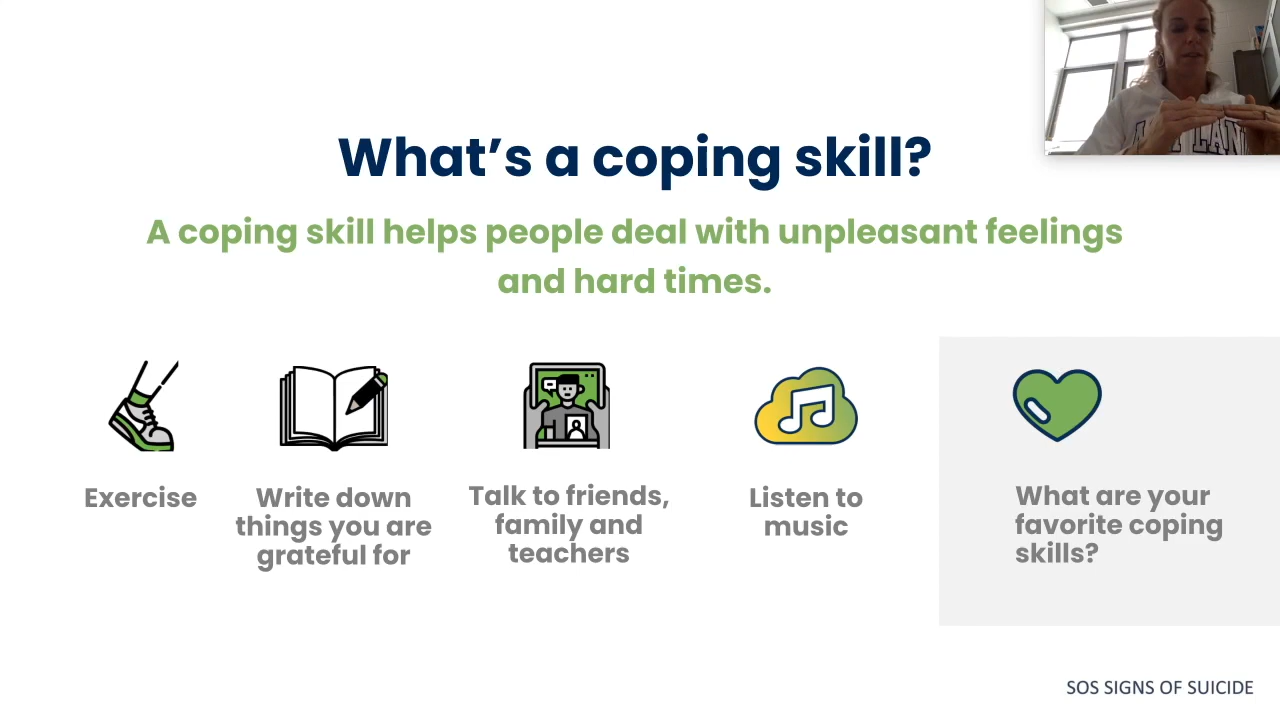 What's a coping skill?
A coping skill helps people deal with unpleasant feelings
and hard times.
Exercise
Write down
things you are
grateful for
Talk to friends,
family and
teachers
Listen to
music
What are your
favorite coping
skills?
SOS SIGNS OF SUICIDE